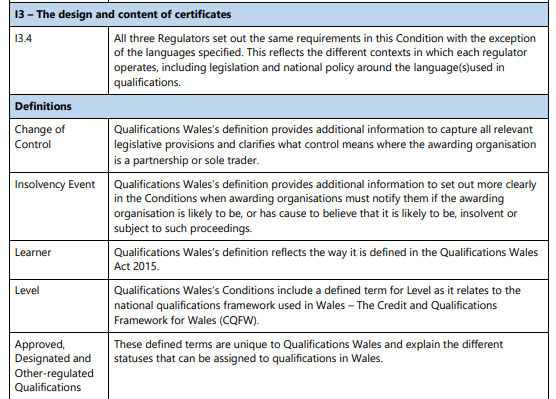 I3 – The design and content of certificates
I3.4
All three Regulators set out the same requirements in this Condition with the exception
of the languages specified. This reflects the different contexts in which each regulator
operates, including legislation and national policy around the language(s)used in
qualifications.
Definitions
Change of
Control
Qualifications Wales's definition provides additional information to capture all relevant
legislative provisions and clarifies what control means where the awarding organisation
is a partnership or sole trader.
Insolvency Event
Qualifications Wales's definition provides additional information to set out more clearly
in the Conditions when awarding organisations must notify them if the awarding
organisation is likely to be, or has cause to believe that it is likely to be, insolvent or
subject to such proceedings.
Learner
Qualifications Wales's definition reflects the way it is defined in the Qualifications Wales
Act 2015.
Level
Qualifications Wales's Conditions include a defined term for Level as it relates to the
national qualifications framework used in Wales – The Credit and Qualifications
Framework for Wales (CQFW).
Approved,
Designated and
Other-regulated
Qualifications
These defined terms are unique to Qualifications Wales and explain the different
statuses that can be assigned to qualifications in Wales.